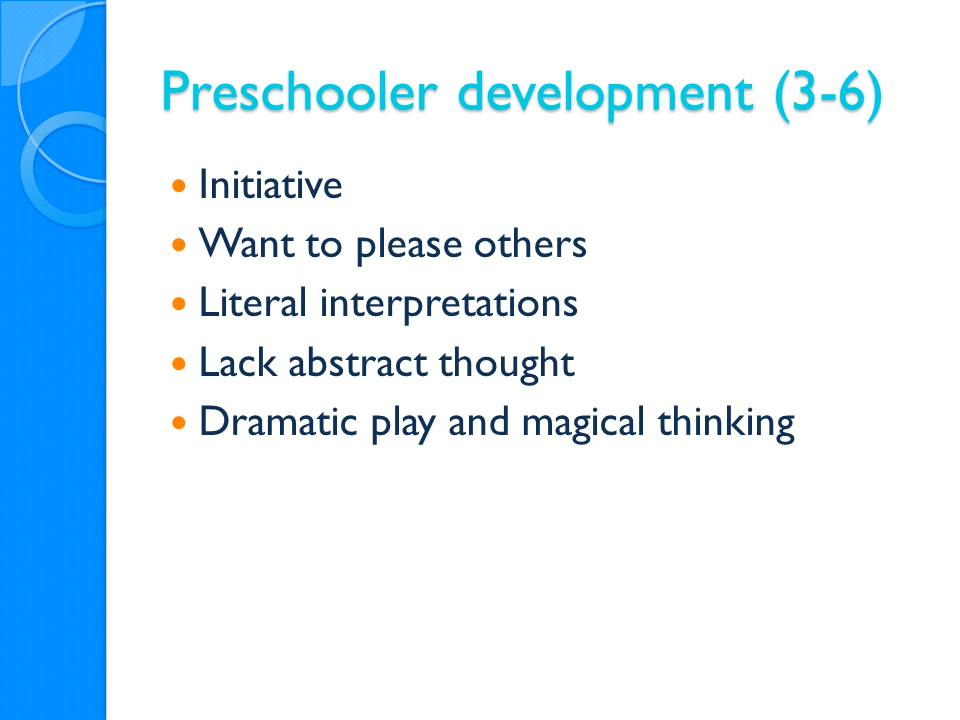 Preschooler development (3-6)
Initiative
Want to please others
Literal interpretations
Lack abstract thought
Dramatic play and magical thinking